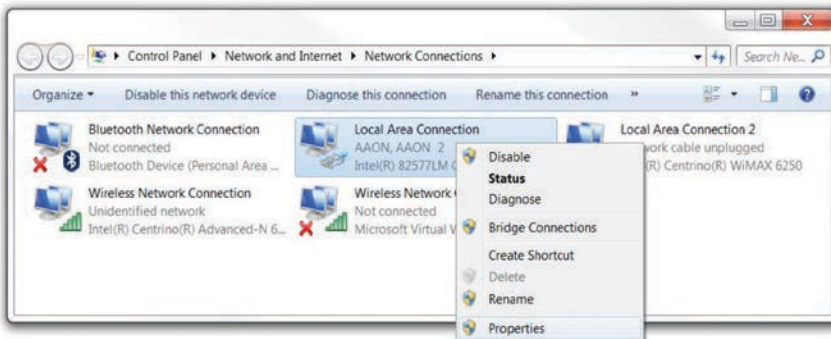 Control Panel ▸ Network and Internet ▸ Network Connections ▸
Search Ne...
Organize ▾ Disable this network device Diagnose this connection Rename this connection »
Bluetooth Network Connection
Not connected
Bluetooth Device (Personal Area ...
Local Area Connection
AAON, AAON 2
Intel(R) 82577LM
Local Area Connection 2
cable unplugged
Centrino(R) WiMAX 6250
Wireless Network Connection
Unidentified network
Intel(R) Centrino(R) Advanced-N 6...
Wireless Network
Not connected
Microsoft Virtual
Disable
Status
Diagnose
Bridge Connections
Create Shortcut
Delete
Rename
Properties